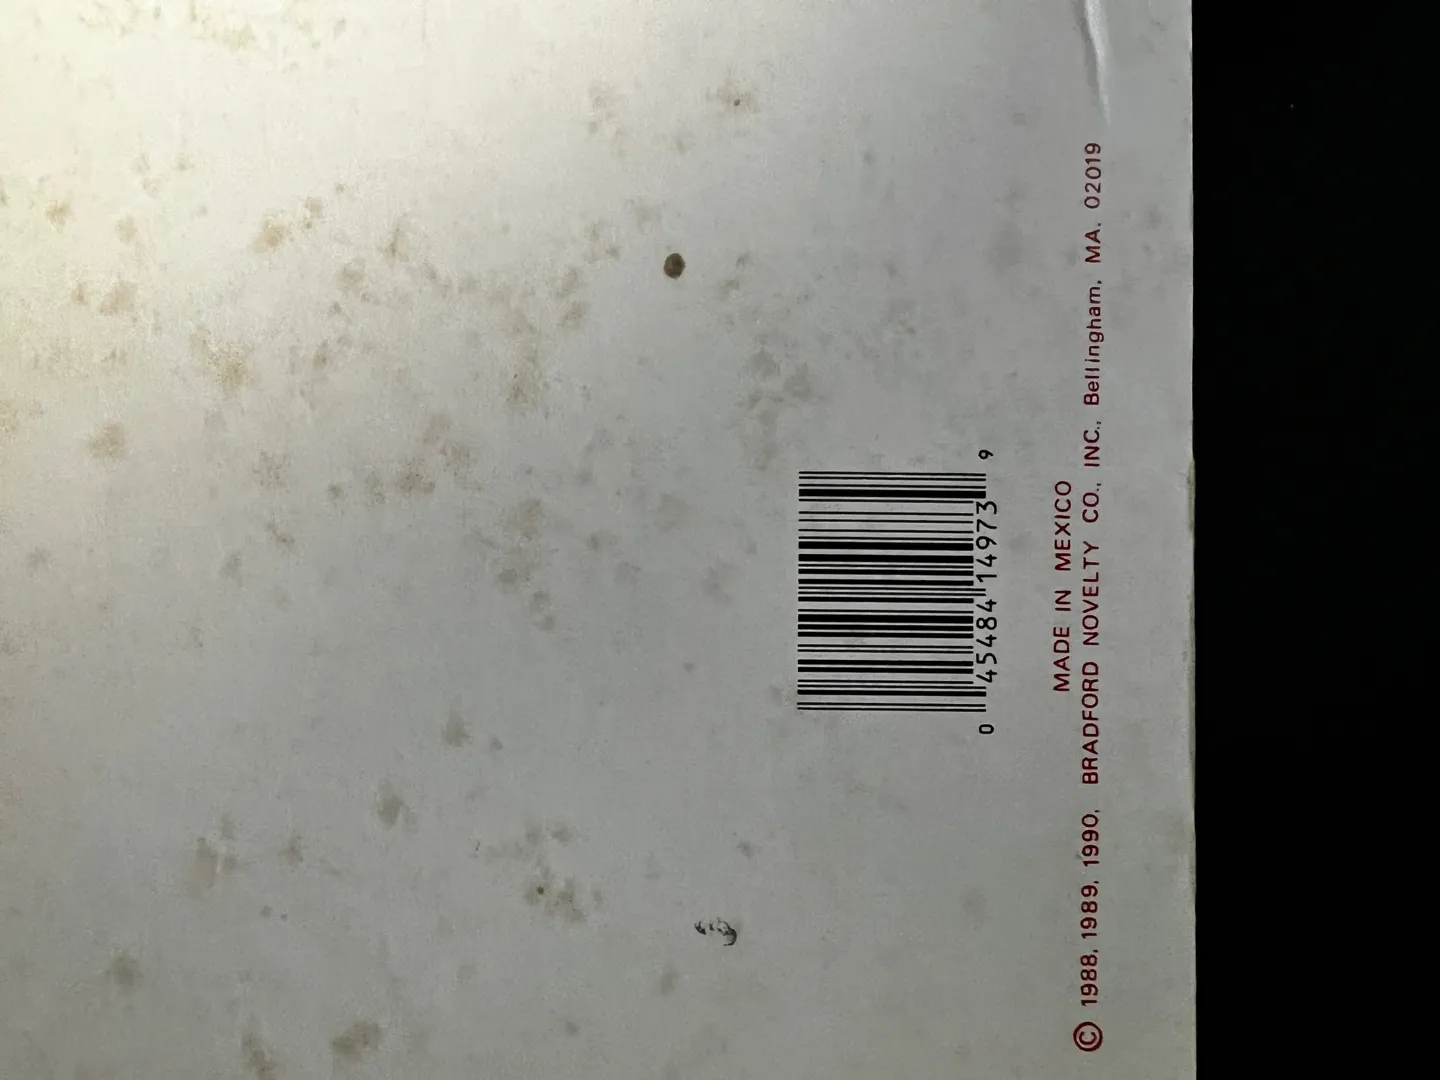 0 45484 14973 9
MADE IN MEXICO
© 1988, 1989, 1990, BRADFORD NOVELTY CO., INC., Bellingham, MA. 02019